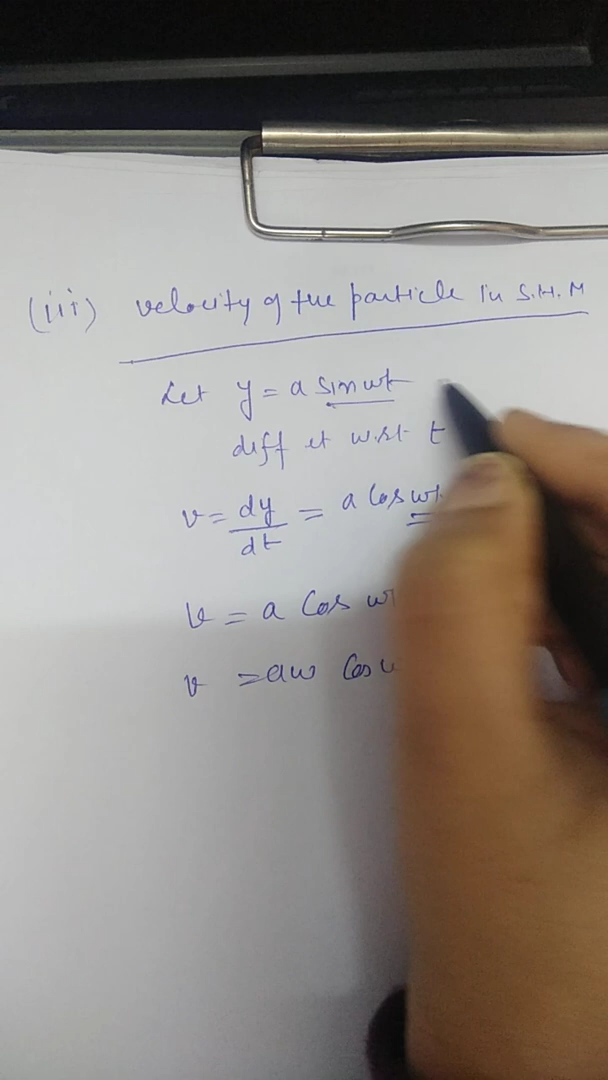 (iii) velocity of the particle in S.H.M
Let y = a sin wt
diff it w.r.t t
v = dy/dt = a cos wt
v = a cos w
v = aw cos